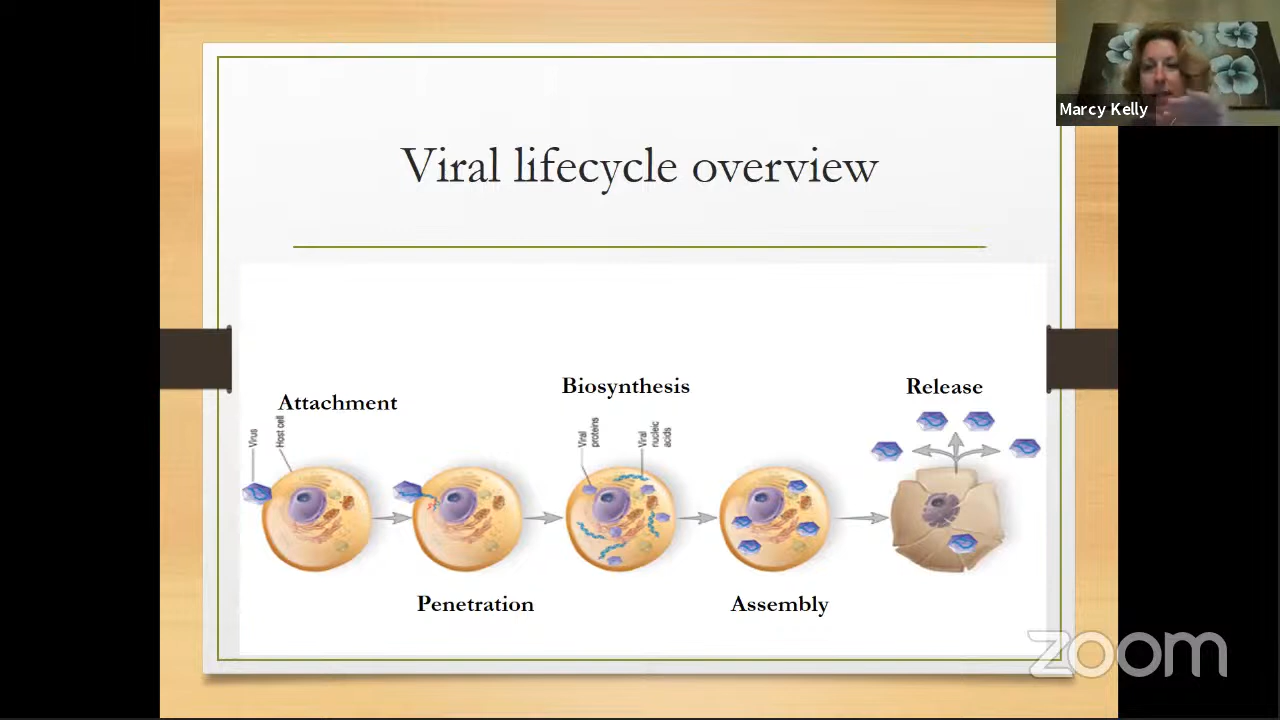 Marcy Kelly
Viral lifecycle overview
Attachment
Biosynthesis
Release
Virus
Host cell
Viral
proteins
Viral
nucleic
acids
Penetration
Assembly
zoom